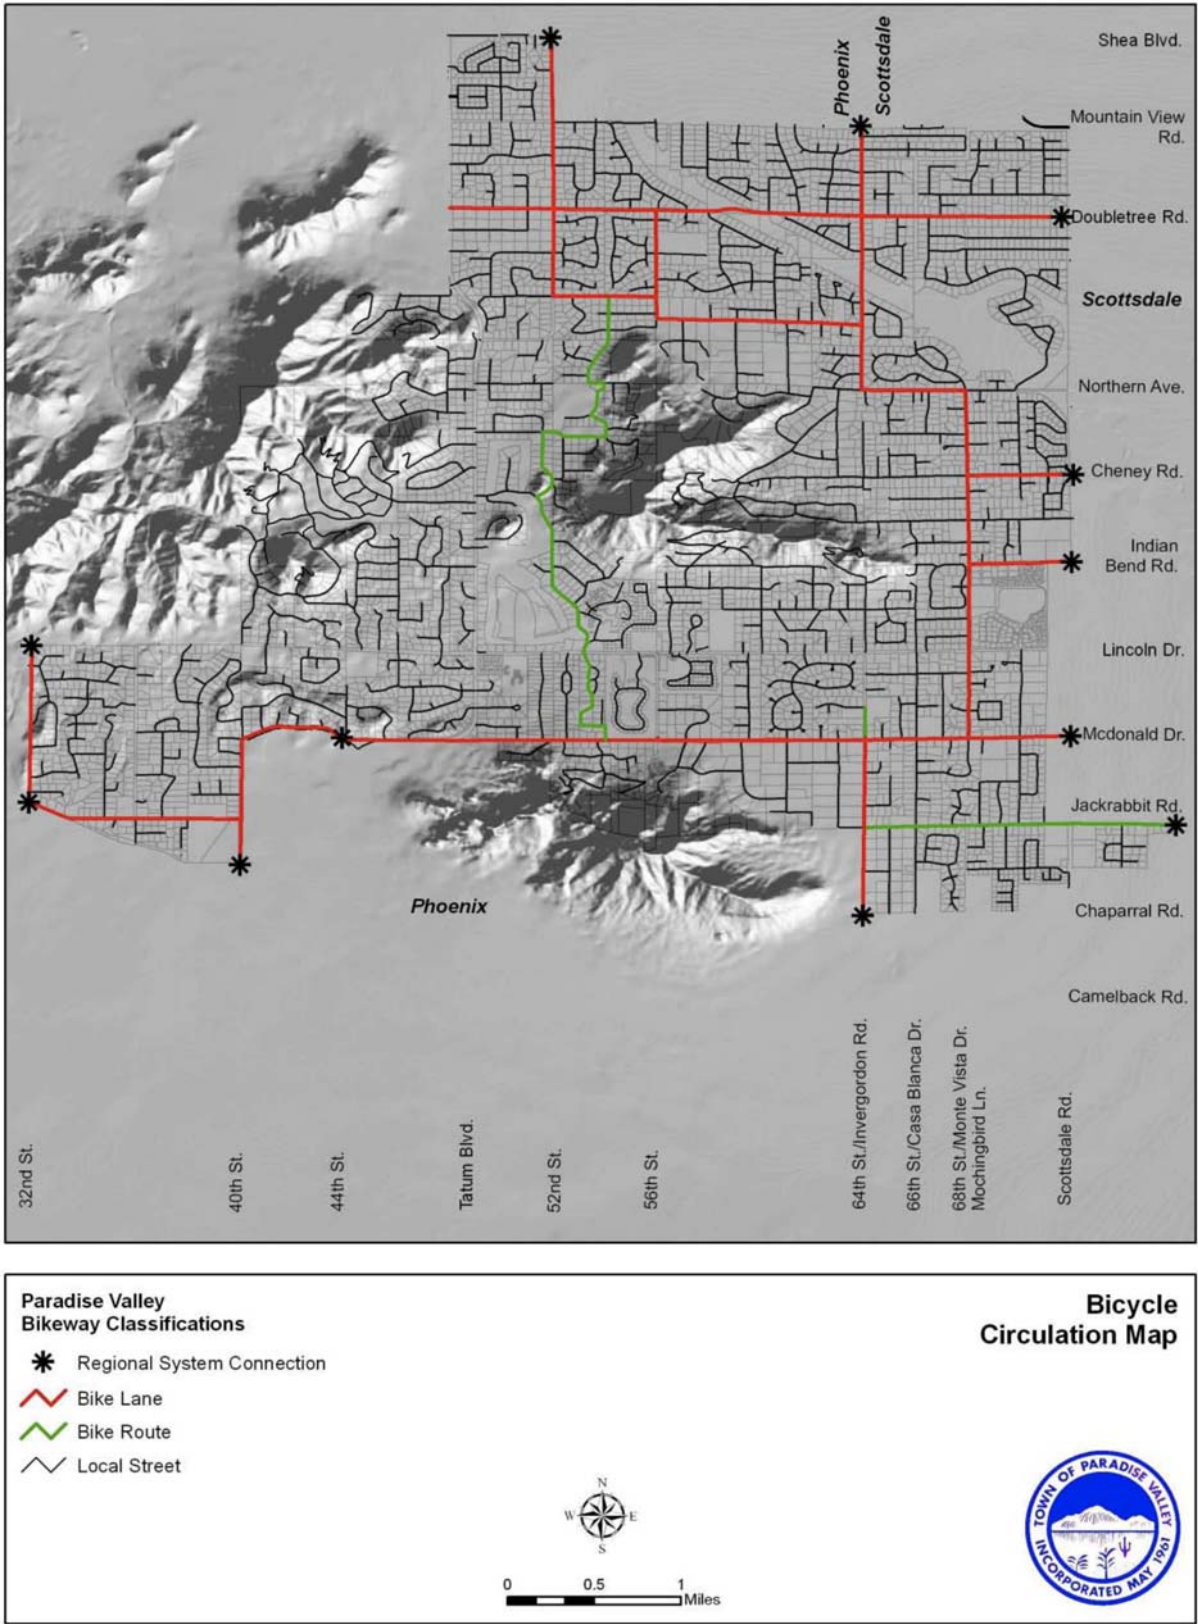 Shea Blvd.
Phoenix
Scottsdale
Mountain View
Rd.
Doubletree Rd.
Scottsdale
Northern Ave.
Cheney Rd.
Indian
Bend Rd.
Lincoln Dr.
Mcdonald Dr.
Jackrabbit Rd.
Phoenix
Chaparral Rd.
Camelback Rd.
32nd St.
40th St.
44th St.
Tatum Blvd.
52nd St.
56th St.
64th St./Invergordon Rd.
66th St./Casa Blanca Dr.
68th St./Monte Vista Dr.
Mochingbird Ln.
Scottsdale Rd.
Paradise Valley
Bikeway Classifications
Regional System Connection
Bike Lane
Bike Route
Local Street
Bicycle
Circulation Map
N
W E
S
0 0.5 1
Miles
TOWN OF PARADISE VALLEY
INCORPORATED MAY 1961